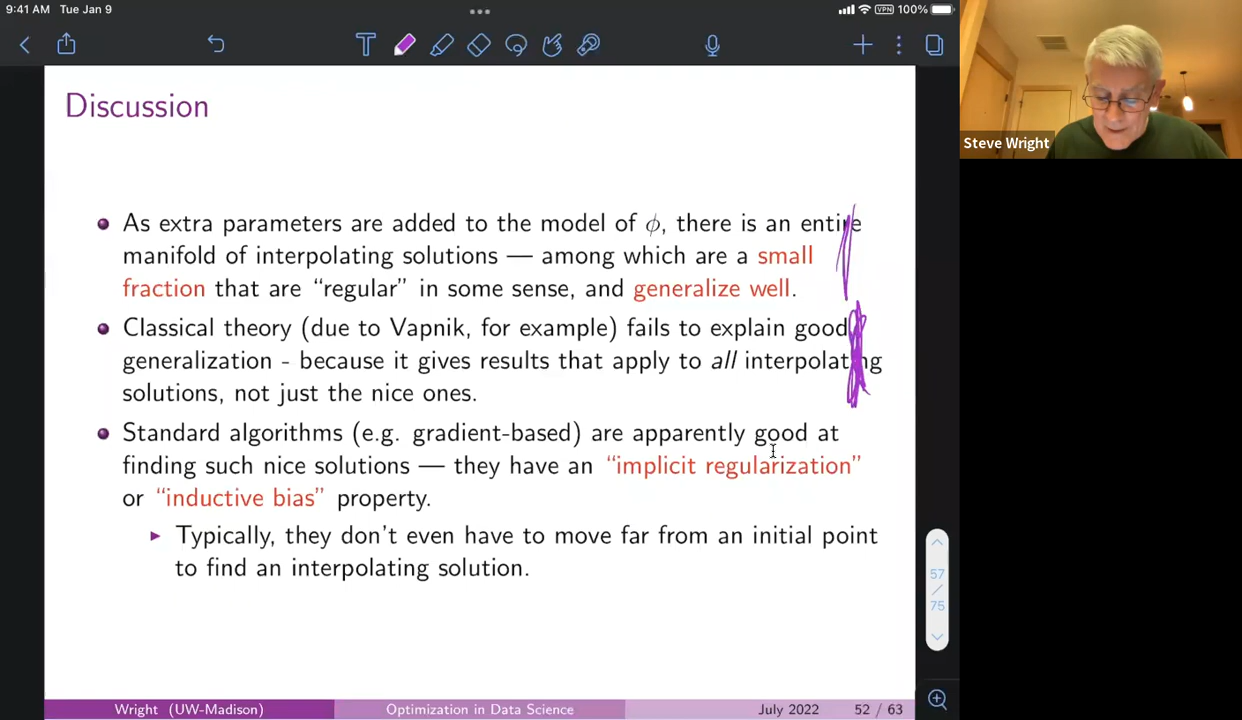 9:41 AM Tue Jan 9
VPN 100%
T
Steve Wright
Discussion
As extra parameters are added to the model of ϕ, there is an entire
manifold of interpolating solutions — among which are a small
fraction that are “regular” in some sense, and generalize well.
Classical theory (due to Vapnik, for example) fails to explain good
generalization - because it gives results that apply to all interpolating
solutions, not just the nice ones.
Standard algorithms (e.g. gradient-based) are apparently good at
finding such nice solutions — they have an “implicit regularization”
or “inductive bias” property.
Typically, they don’t even have to move far from an initial point
to find an interpolating solution.
57
/
75
Wright (UW-Madison) Optimization in Data Science July 2022 52 / 63